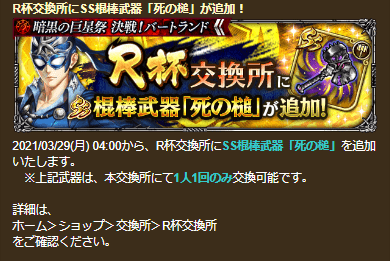 R杯交換所にSS棍棒武器「死の槌」が追加！
暗黒の巨星祭 決戦！バートランド
R杯交換所に
SS棍棒武器「死の槌」が追加!
SS
2021/03/29(月) 04:00から、R杯交換所にSS棍棒武器「死の槌」を追加
いたします。
※上記武器は、本交換所にて1人1回のみ交換可能です。
詳細は、
ホーム＞ショップ＞交換所＞R杯交換所
をご確認ください。